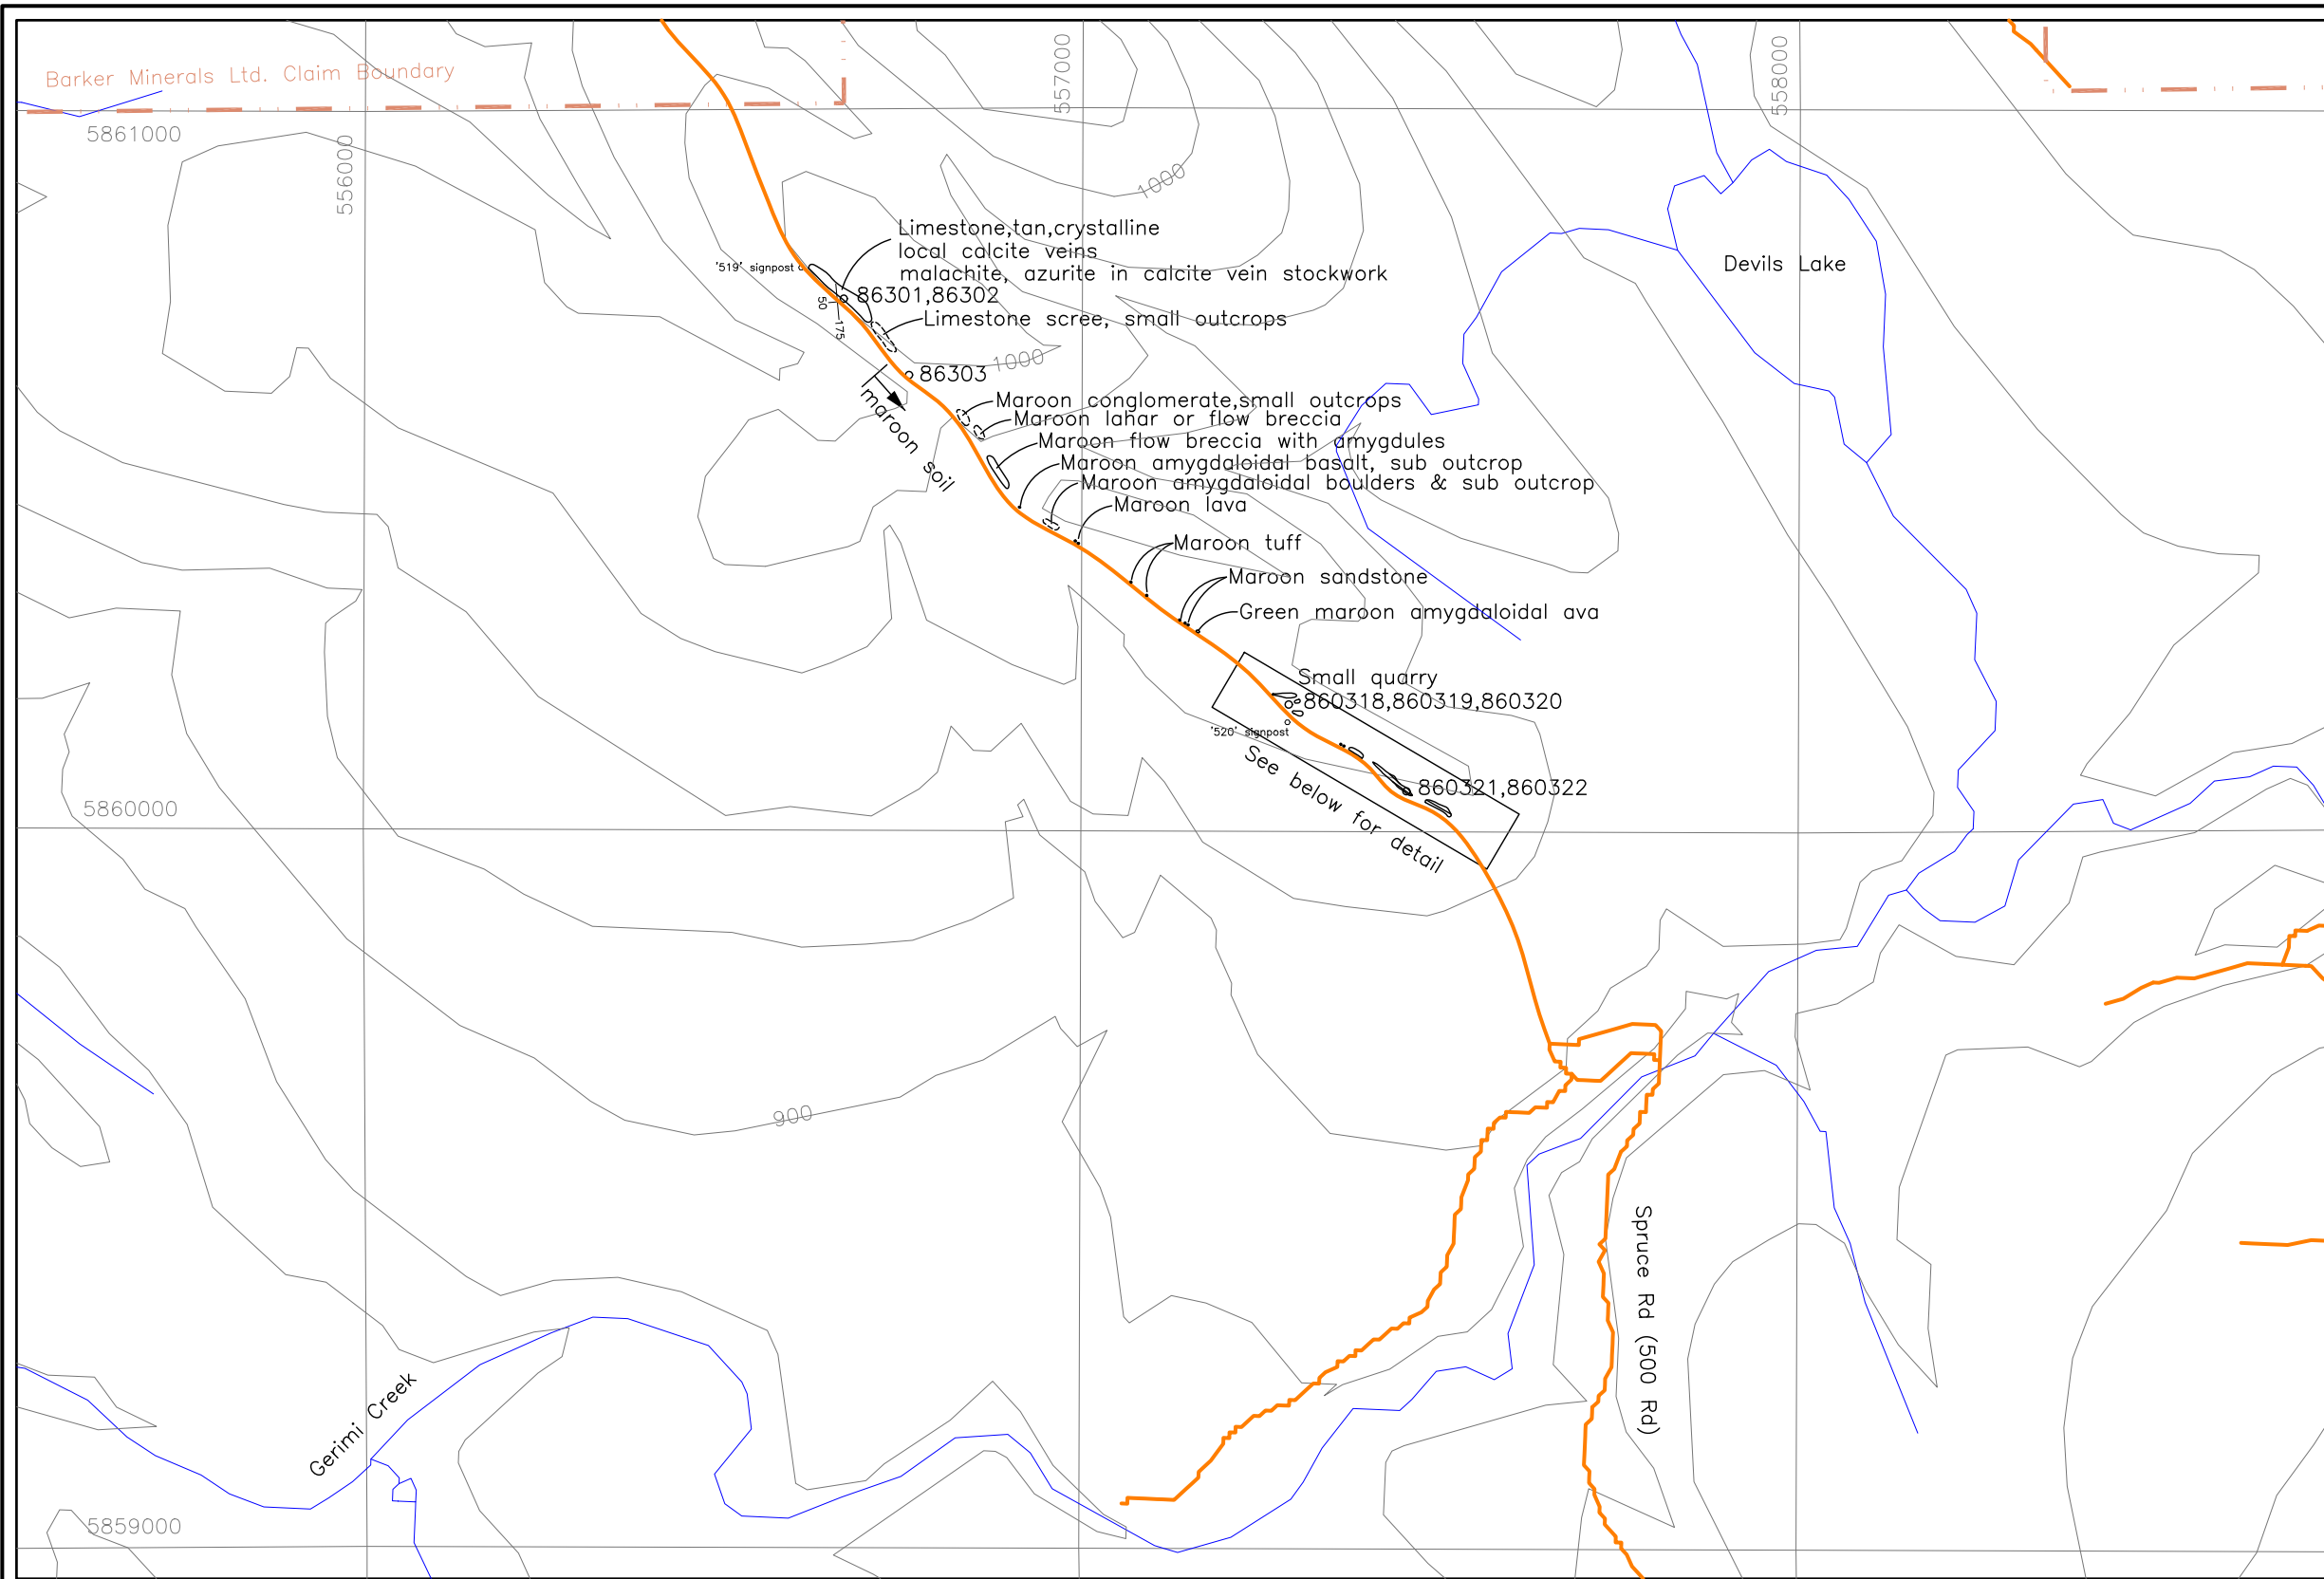 Barker Minerals Ltd. Claim Boundary
5861000
556000
557000
558000
1000
Limestone,tan,crystalline
local calcite veins
malachite, azurite in calcite vein stockwork
'519' signpost
86301,86302
50
175
Limestone scree, small outcrops
1000
86303
maroon soil
Maroon conglomerate,small outcrops
Maroon lahar or flow breccia
Maroon flow breccia with amygdules
Maroon amygdaloidal basalt, sub outcrop
Maroon amygdaloidal boulders & sub outcrop
Maroon lava
Maroon tuff
Maroon sandstone
Green maroon amygdaloidal ava
Devils Lake
Small quarry
860318,860319,860320
'520' signpost
860321,860322
See below for detail
5860000
900
Spruce Rd (500 Rd)
Gerimi Creek
5859000